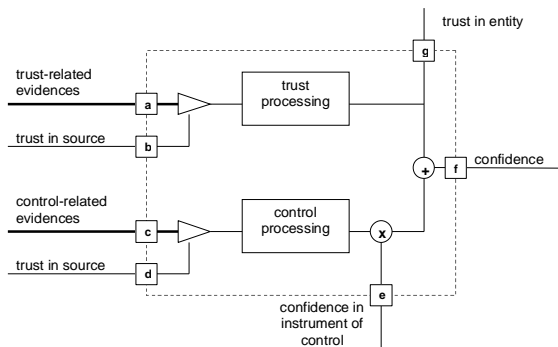 trust in entity
g
trust-related
evidences
a
trust
processing
trust in source
b
+
f
confidence
control-related
evidences
c
control
processing
x
trust in source
d
e
confidence in
instrument of
control